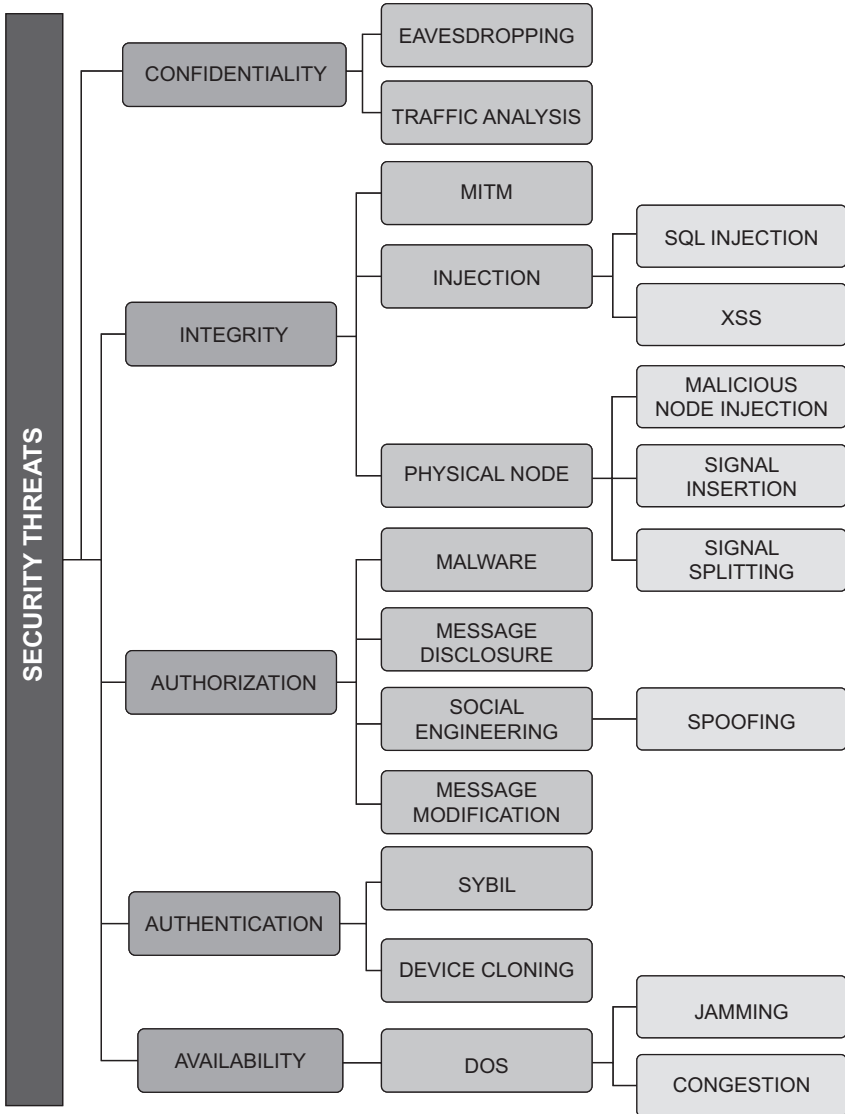 SECURITY THREATS
CONFIDENTIALITY
EAVESDROPPING
TRAFFIC ANALYSIS
INTEGRITY
MITM
INJECTION
SQL INJECTION
XSS
PHYSICAL NODE
MALICIOUS
NODE INJECTION
SIGNAL
INSERTION
SIGNAL
SPLITTING
AUTHORIZATION
MALWARE
MESSAGE
DISCLOSURE
SOCIAL
ENGINEERING
SPOOFING
MESSAGE
MODIFICATION
AUTHENTICATION
SYBIL
DEVICE CLONING
AVAILABILITY
DOS
JAMMING
CONGESTION